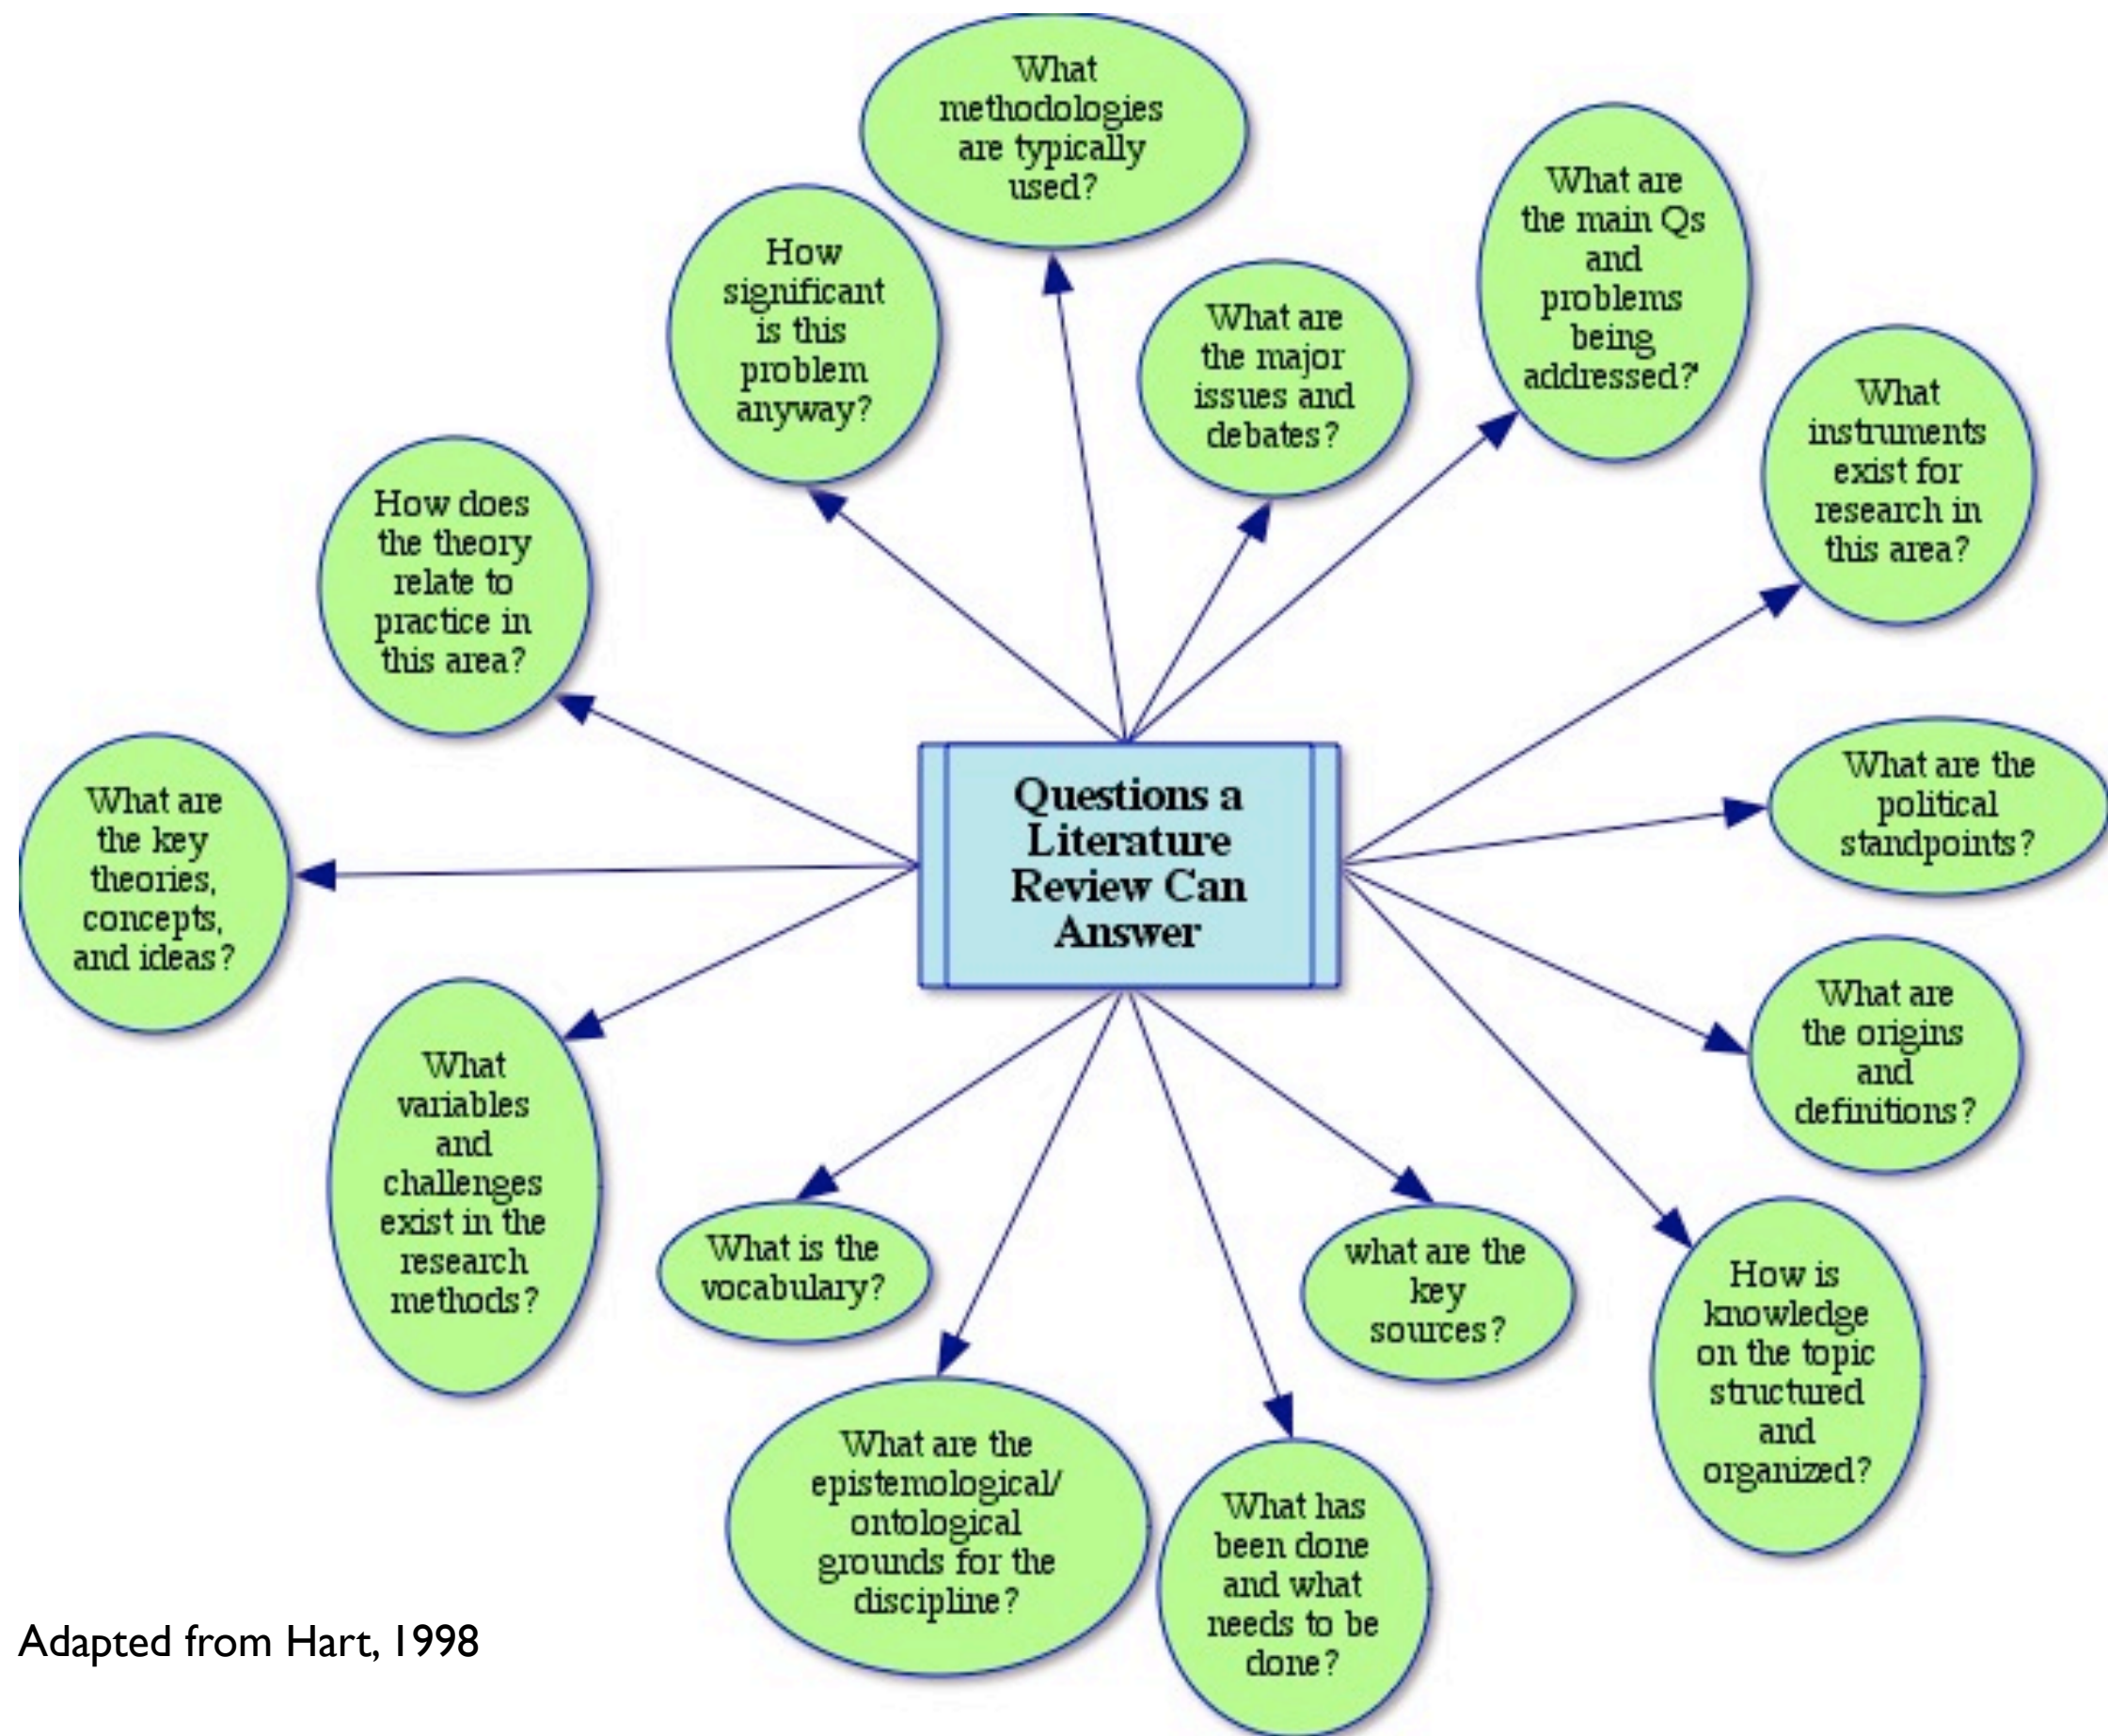 What
methodologies
are typically
used?
How
significant
is this
problem
anyway?
What are
the major
issues and
debates?
What are
the main Qs
and
problems
being
addressed?'
What
instruments
exist for
research in
this area?
How does
the theory
relate to
practice in
this area?
What are
the key
theories,
concepts,
and ideas?
Questions a
Literature
Review Can
Answer
What are the
political
standpoints?
What are
the origins
and
definitions?
What
variables
and
challenges
exist in the
research
methods?
What is the
vocabulary?
what are the
key
sources?
How is
knowledge
on the topic
structured
and
organized?
What are the
epistemological/
ontological
grounds for the
discipline?
What has
been done
and what
needs to be
done?
Adapted from Hart, 1998